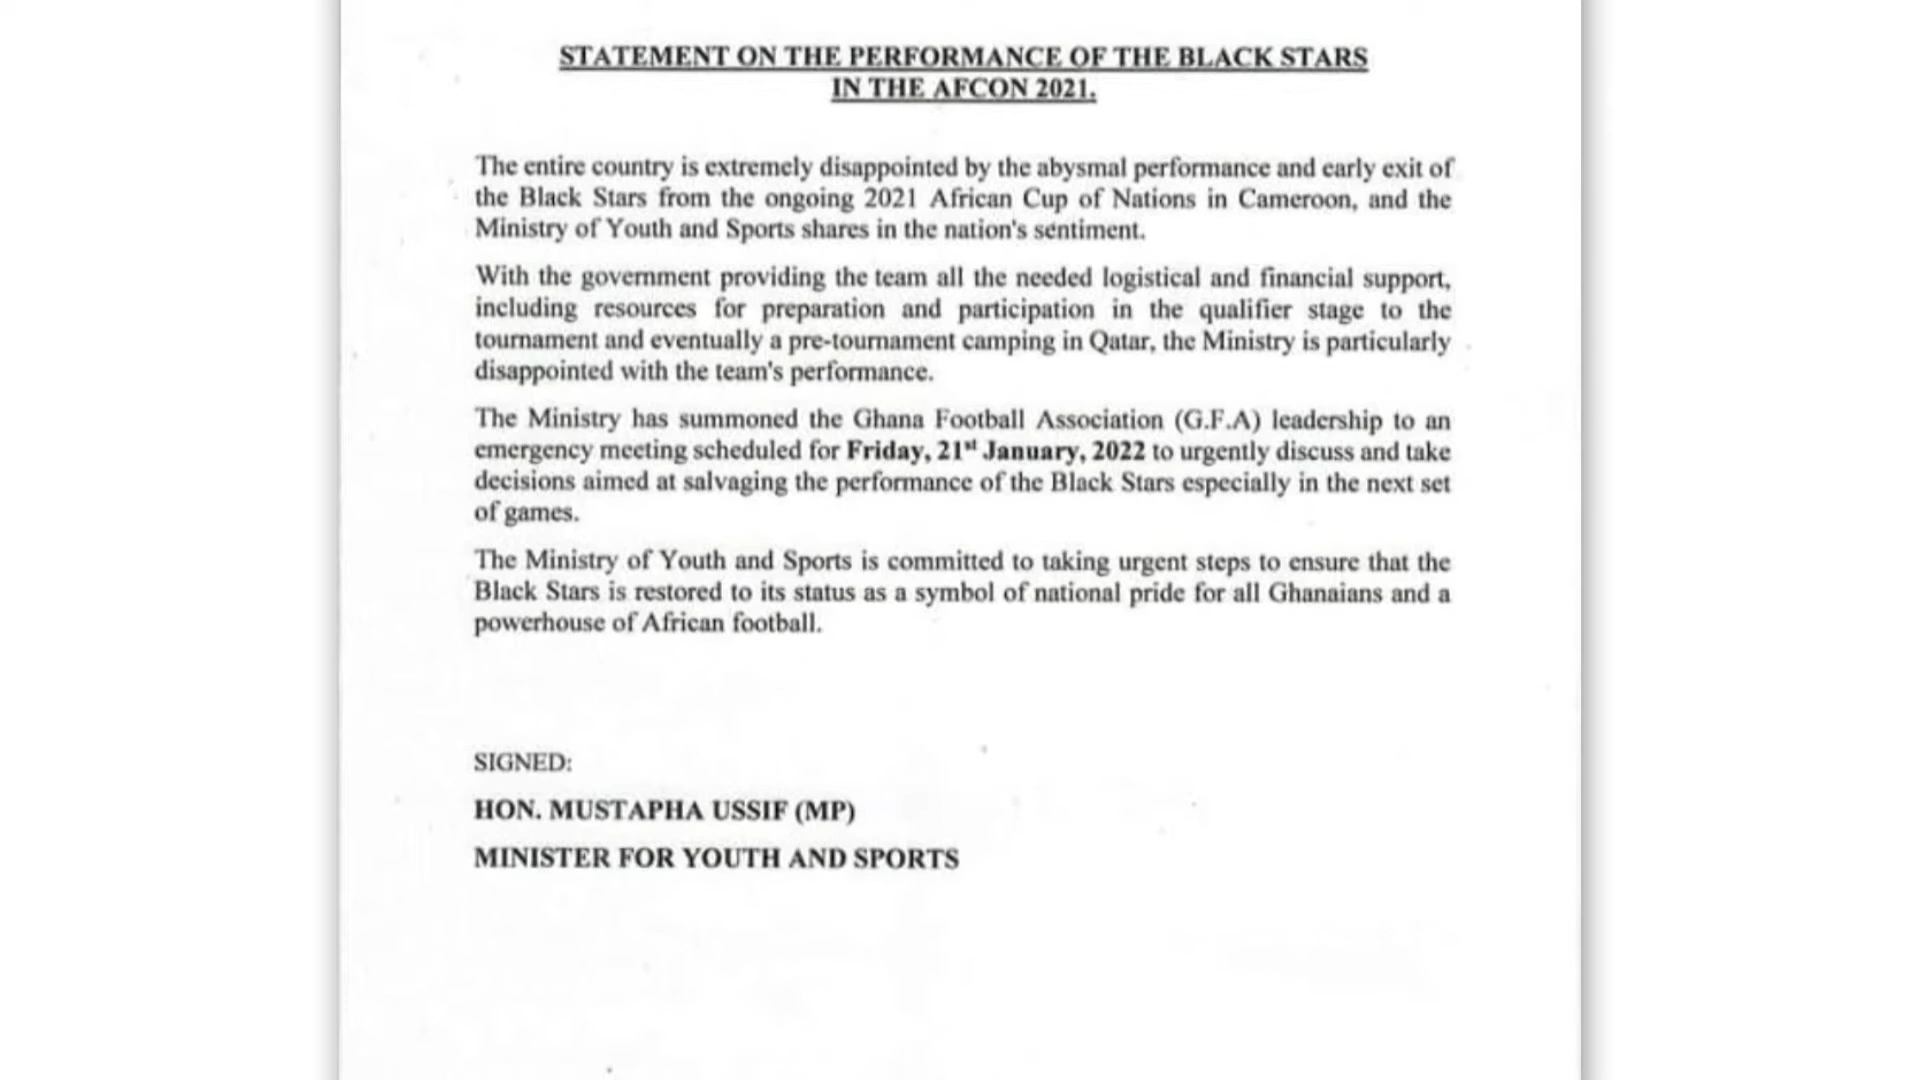 STATEMENT ON THE PERFORMANCE OF THE BLACK STARS
IN THE AFCON 2021.
The entire country is extremely disappointed by the abysmal performance and early exit of
the Black Stars from the ongoing 2021 African Cup of Nations in Cameroon, and the
Ministry of Youth and Sports shares in the nation's sentiment.
With the government providing the team all the needed logistical and financial support,
including resources for preparation and participation in the qualifier stage to the
tournament and eventually a pre-tournament camping in Qatar, the Ministry is particularly
disappointed with the team's performance.
The Ministry has summoned the Ghana Football Association (G.F.A) leadership to an
emergency meeting scheduled for Friday, 21st January, 2022 to urgently discuss and take
decisions aimed at salvaging the performance of the Black Stars especially in the next set
of games.
The Ministry of Youth and Sports is committed to taking urgent steps to ensure that the
Black Stars is restored to its status as a symbol of national pride for all Ghanaians and a
powerhouse of African football.
SIGNED:
HON. MUSTAPHA USSIF (MP)
MINISTER FOR YOUTH AND SPORTS